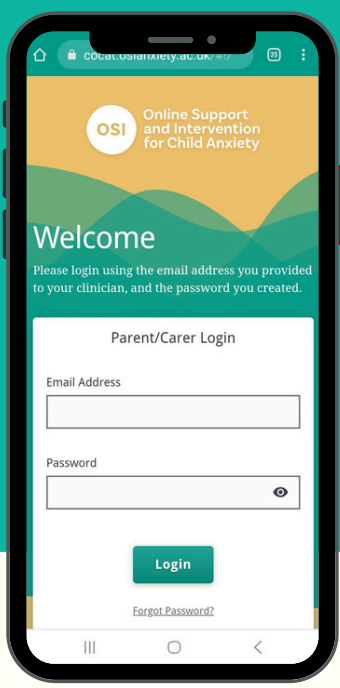 cocat.osianxiety.ac.uk/#!/
35
OSI
Online Support
and Intervention
for Child Anxiety
Welcome
Please login using the email address you provided
to your clinician, and the password you created.
Parent/Carer Login
Email Address
Password
Login
Forgot Password?